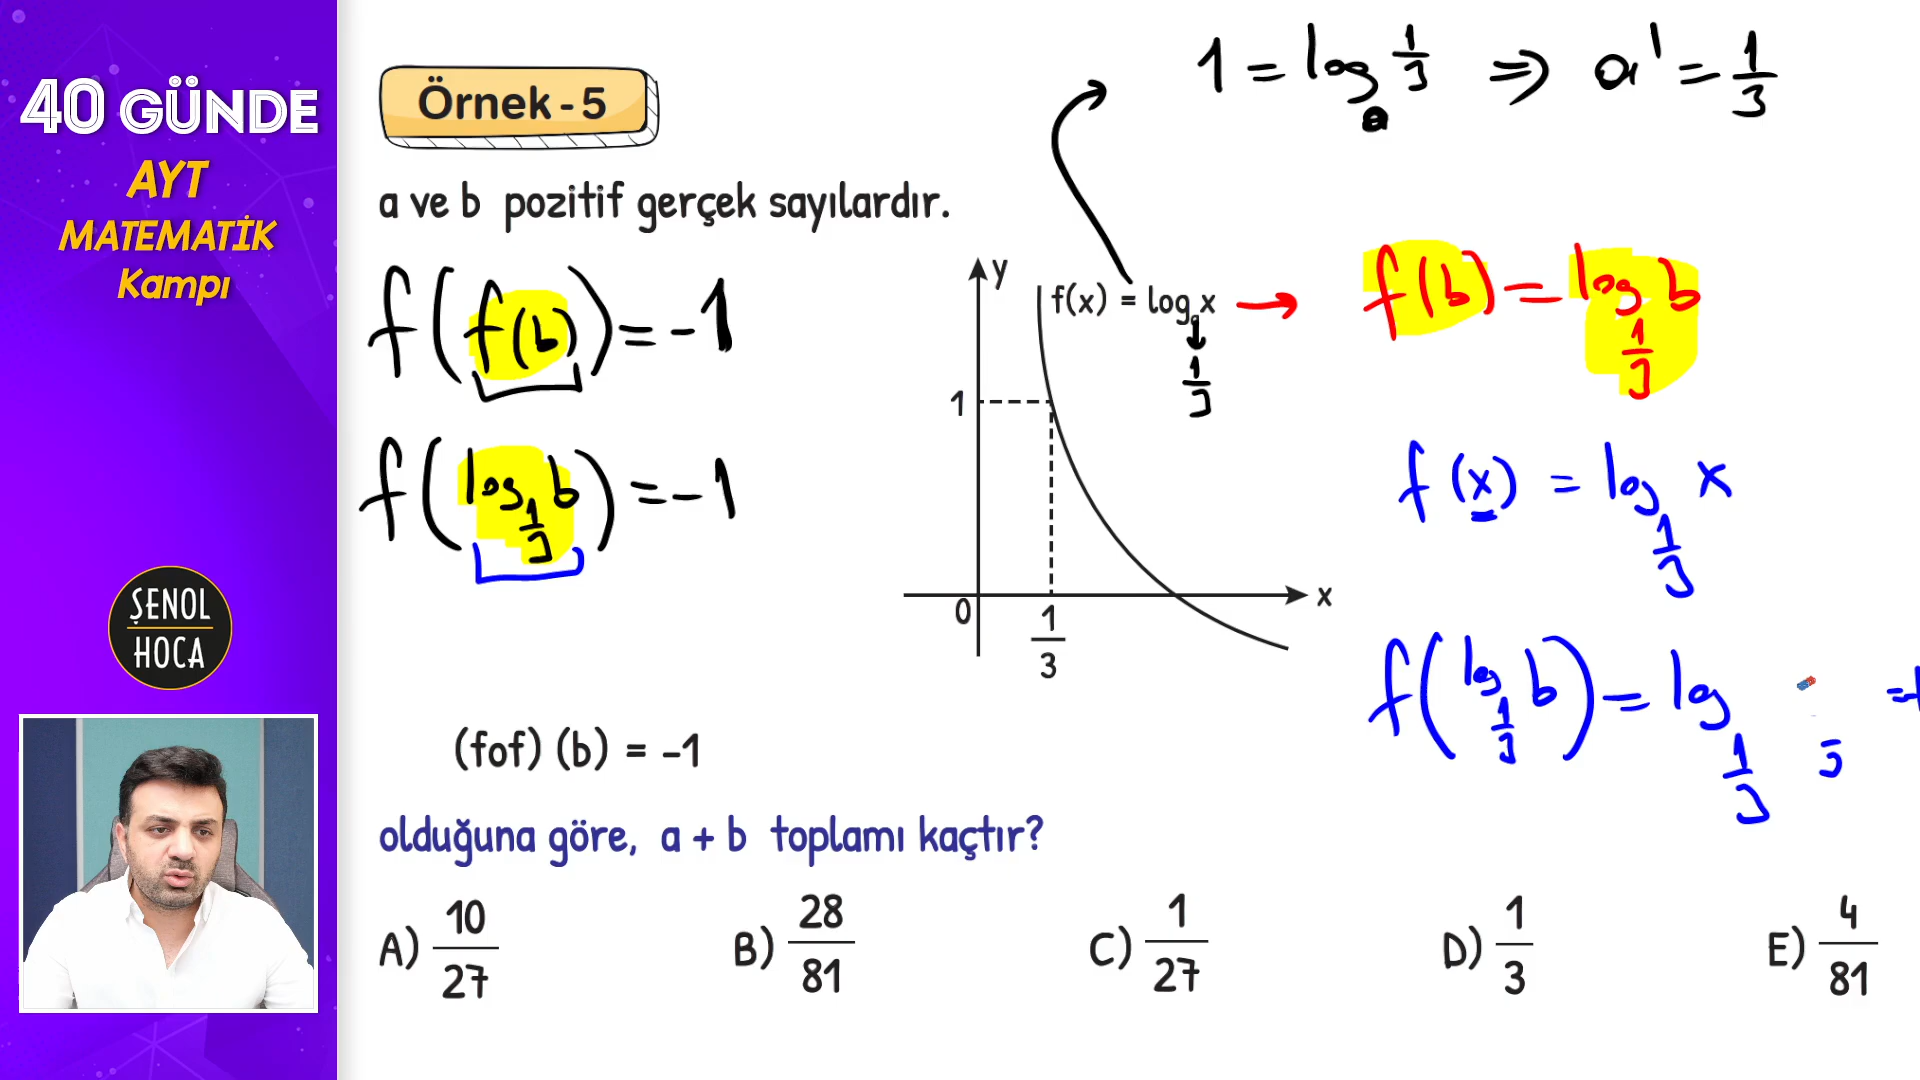 40 GÜNDE
AYT
MATEMATİK
Kampı
ŞENOL
HOCA
Örnek - 5
a ve b pozitif gerçek sayılardır.
1 = log_a 1/3 ⇒ a^1 = 1/3
f(f(b)) = -1
f(log_{1/3} b) = -1
y
f(x) = log_a x → f(b) = log_{1/3} b
↓
1/3
1
0
1/3
x
f(x) = log_{1/3} x
f(log_{1/3} b) = log_{1/3}
(fof) (b) = -1
olduğuna göre, a + b toplamı kaçtır?
A) 10/27 B) 28/81 C) 1/27 D) 1/3 E) 4/81